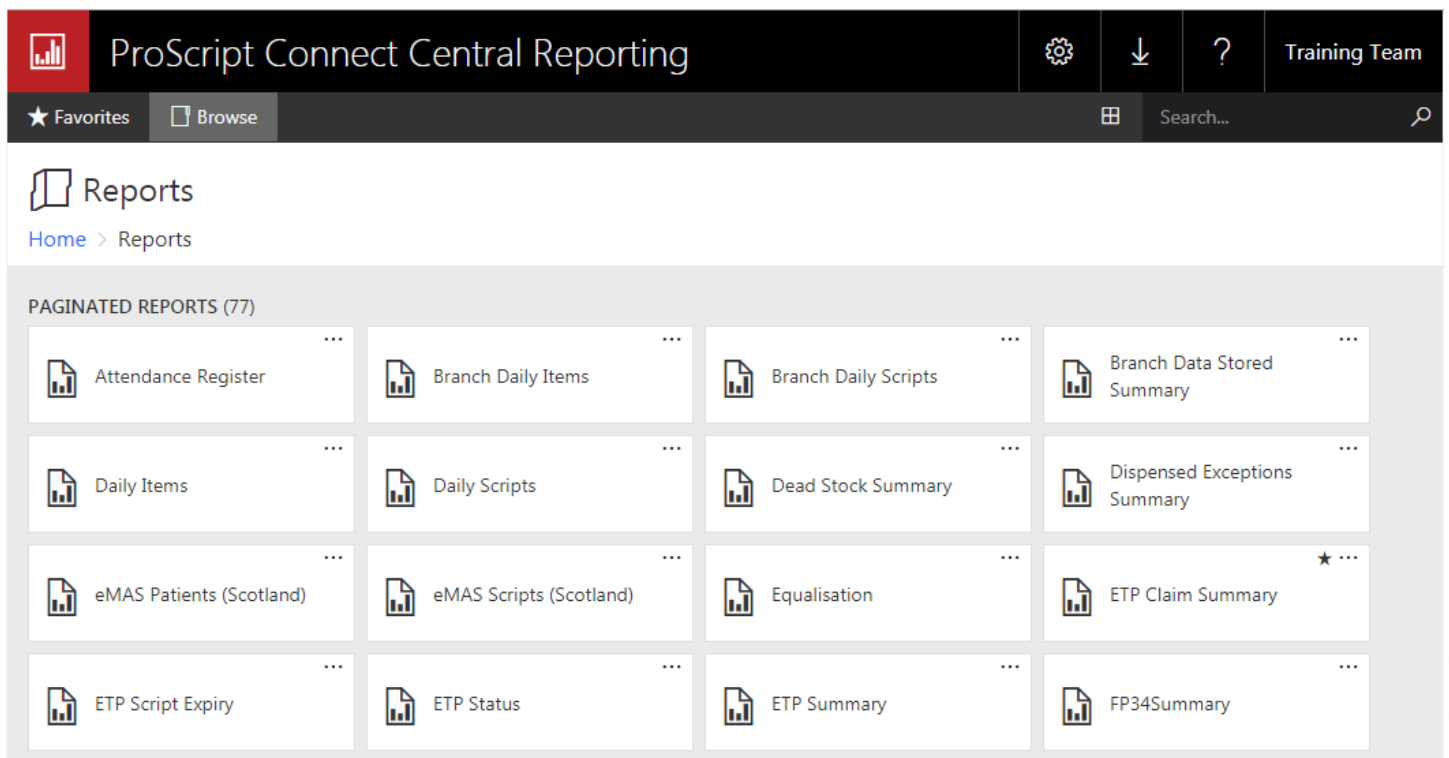 ProScript Connect Central Reporting
? Training Team
★ Favorites Browse Search...
Reports
Home > Reports
PAGINATED REPORTS (77)
Attendance Register
Branch Daily Items
Branch Daily Scripts
Branch Data Stored
Summary
Daily Items
Daily Scripts
Dead Stock Summary
Dispensed Exceptions
Summary
eMAS Patients (Scotland)
eMAS Scripts (Scotland)
Equalisation
ETP Claim Summary
ETP Script Expiry
ETP Status
ETP Summary
FP34Summary